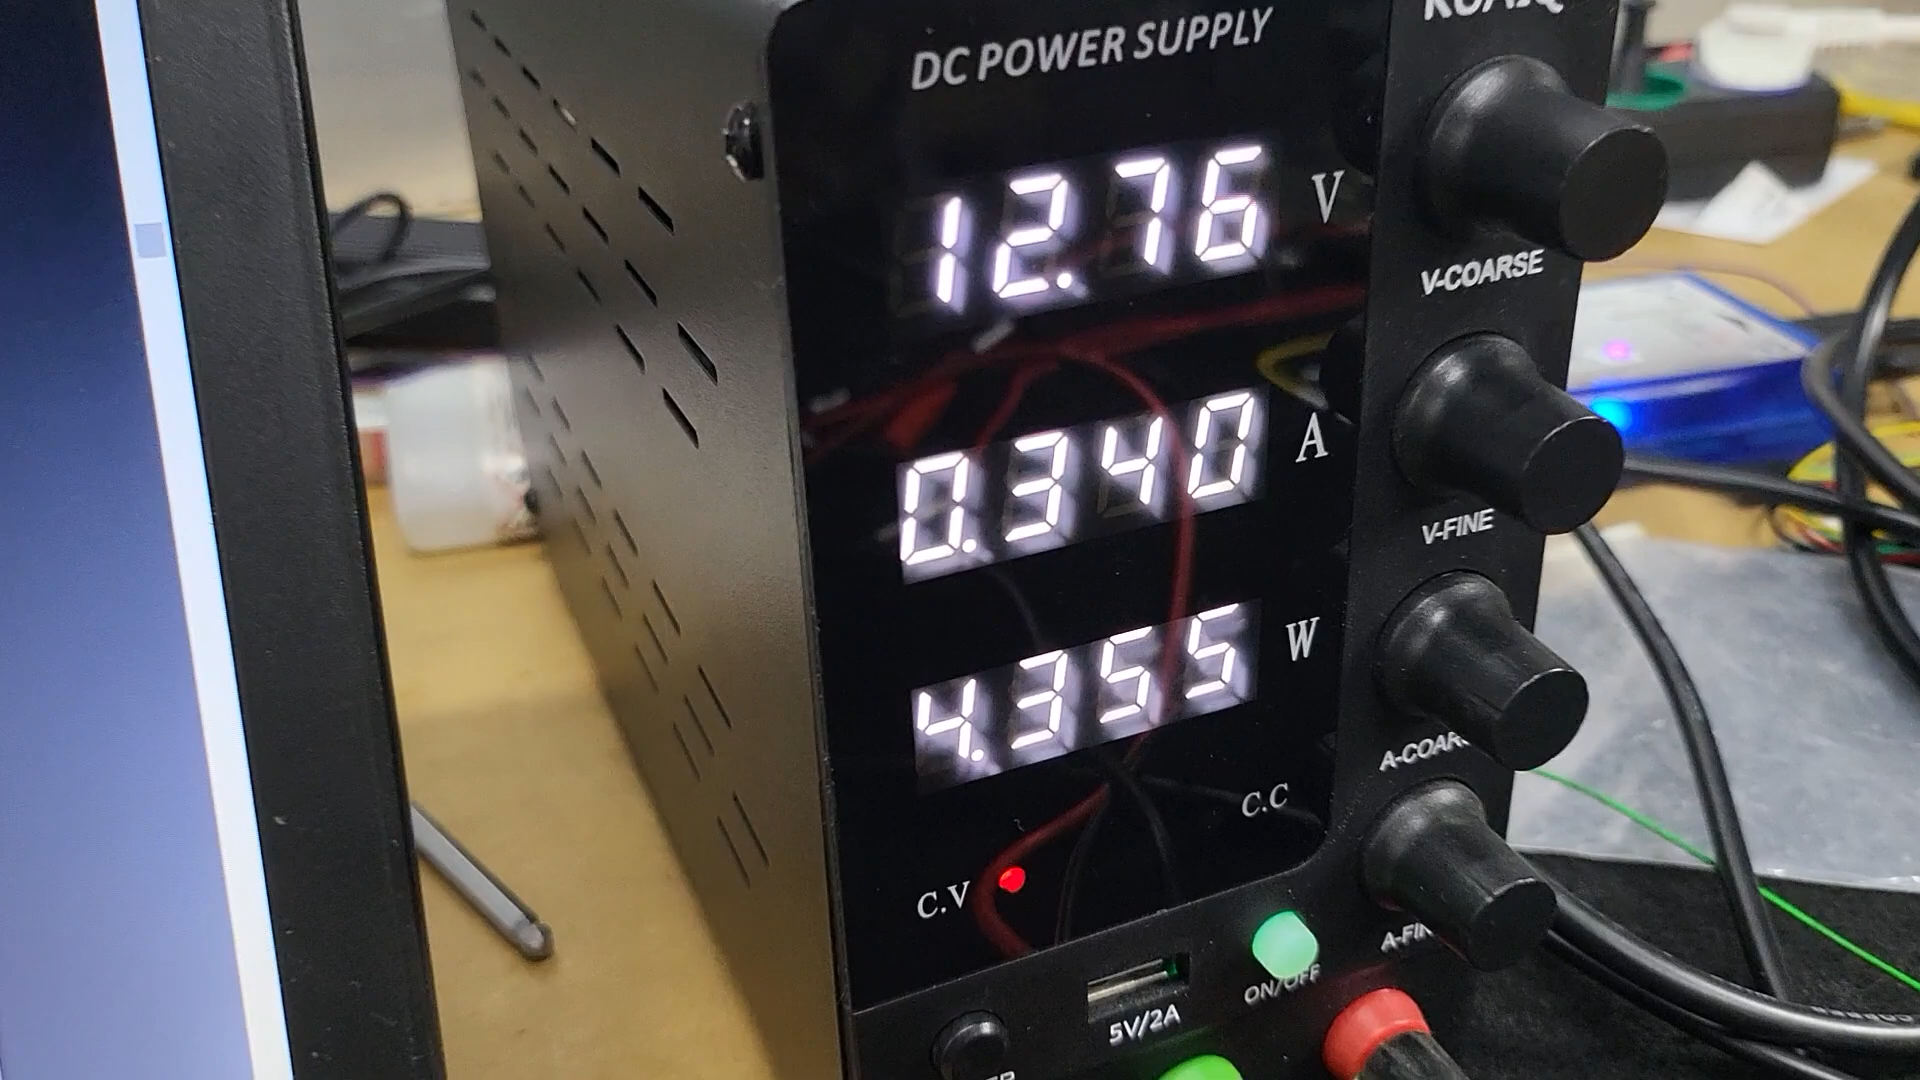 DC POWER SUPPLY
12.76 V
V-COARSE
0.340 A
V-FINE
4.355 W
C.C
C.V
ON/OFF
5V/2A